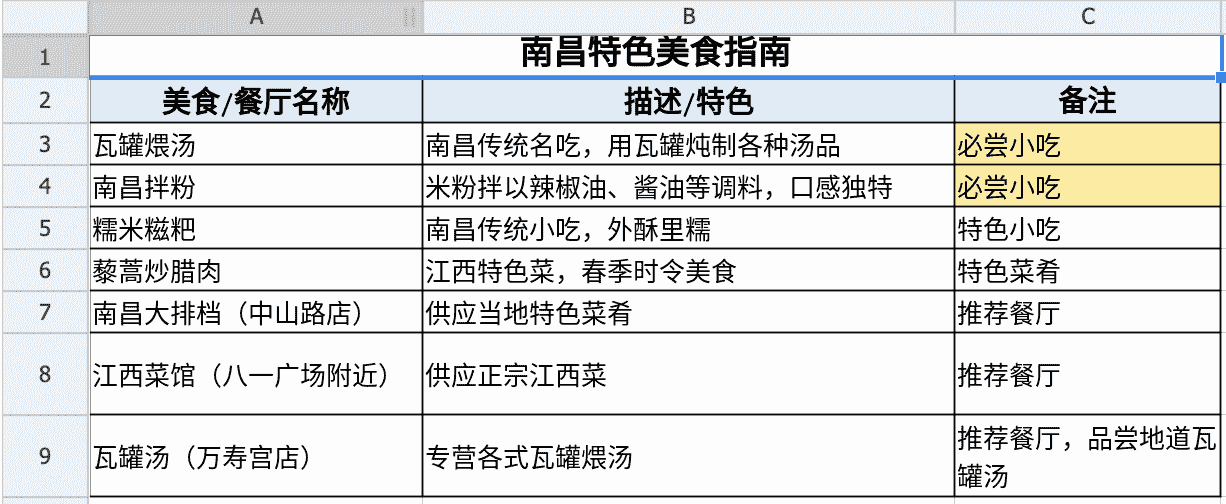 A B C
1 南昌特色美食指南
2 美食/餐厅名称 描述/特色 备注
3 瓦罐煨汤 南昌传统名吃，用瓦罐炖制各种汤品 必尝小吃
4 南昌拌粉 米粉拌以辣椒油、酱油等调料，口感独特 必尝小吃
5 糯米糍粑 南昌传统小吃，外酥里糯 特色小吃
6 藜蒿炒腊肉 江西特色菜，春季时令美食 特色菜肴
7 南昌大排档（中山路店） 供应当地特色菜肴 推荐餐厅
8 江西菜馆（八一广场附近） 供应正宗江西菜 推荐餐厅
9 瓦罐汤（万寿宫店） 专营各式瓦罐煨汤 推荐餐厅，品尝地道瓦
罐汤